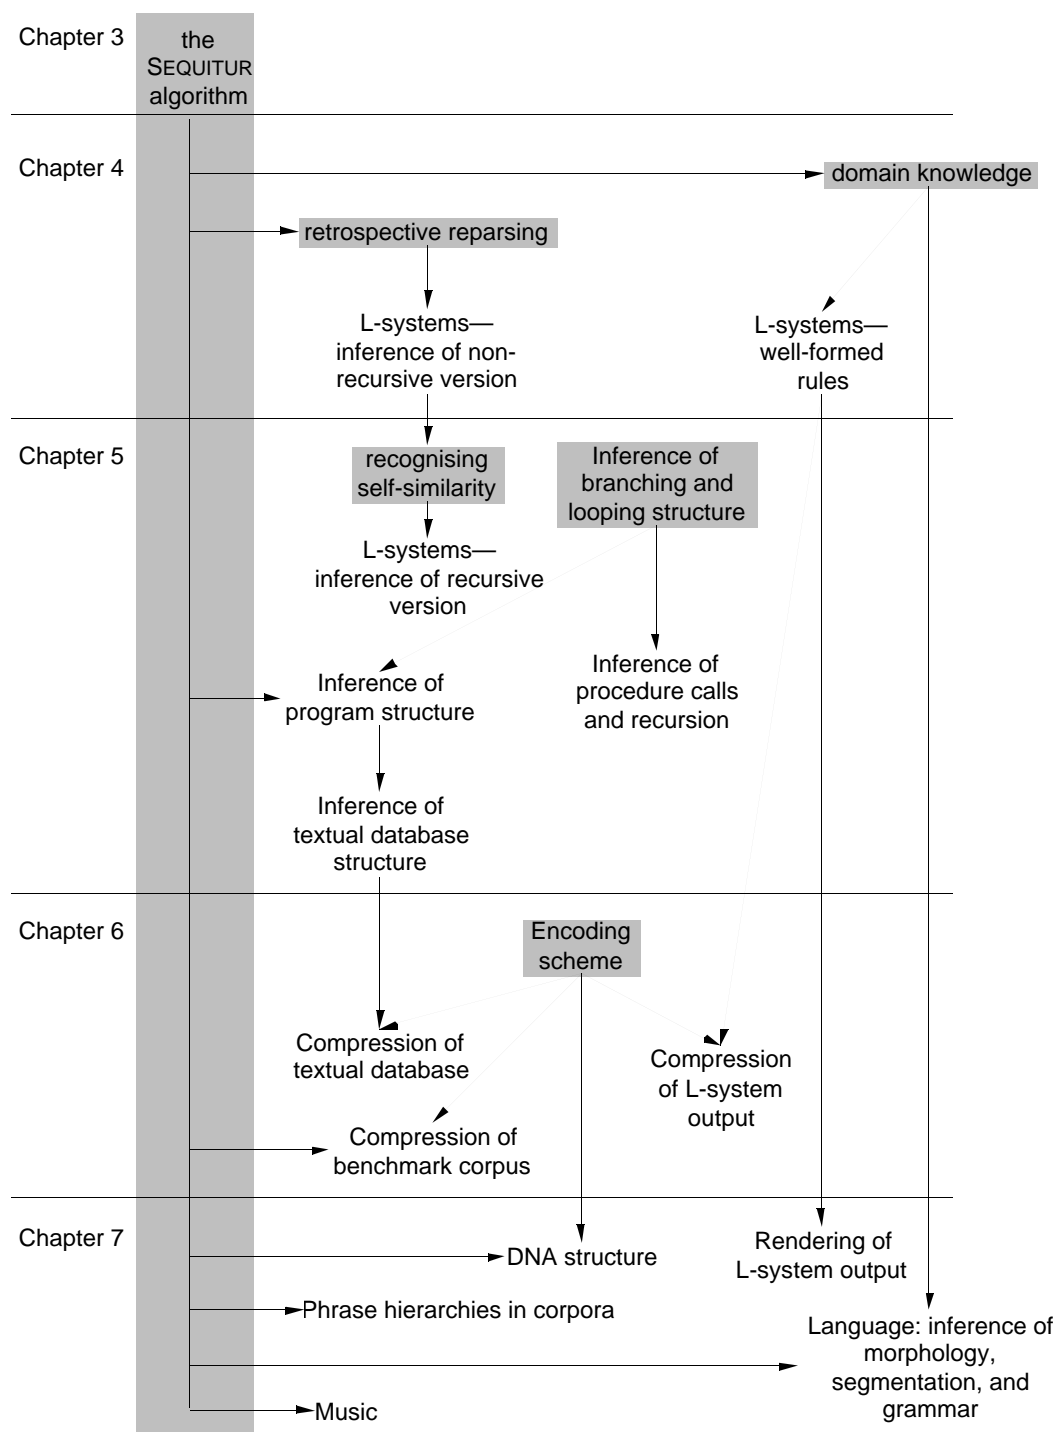 Chapter 3
the
SEQUITUR
algorithm
Chapter 4
domain knowledge
retrospective reparsing
L-systems—
inference of non-
recursive version
L-systems—
well-formed
rules
Chapter 5
recognising
self-similarity
Inference of
branching and
looping structure
L-systems—
inference of recursive
version
Inference of
procedure calls
and recursion
Inference of
program structure
Inference of
textual database
structure
Chapter 6
Encoding
scheme
Compression of
textual database
Compression
of L-system
output
Compression of
benchmark corpus
Chapter 7
DNA structure
Rendering of
L-system output
Phrase hierarchies in corpora
Language: inference of
morphology,
segmentation, and
grammar
Music